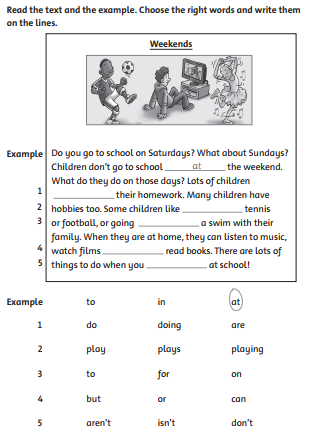 Read the text and the example. Choose the right words and write them
on the lines.
Weekends
Example Do you go to school on Saturdays? What about Sundays?
Children don't go to school at the weekend.
What do they do on those days? Lots of children
1 ____________ their homework. Many children have
2 hobbies too. Some children like ____________ tennis
3 or football, or going ____________ a swim with their
family. When they are at home, they can listen to music,
4 watch films ____________ read books. There are lots of
5 things to do when you ____________ at school!
Example to in at
1 do doing are
2 play plays playing
3 to for on
4 but or can
5 aren't isn't don't